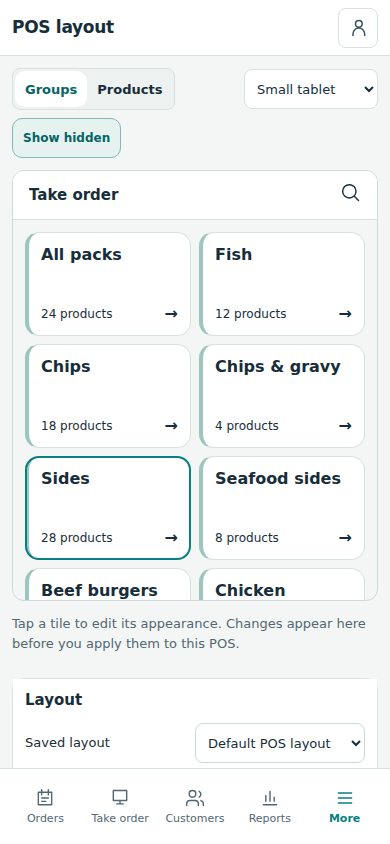 POS layout
Groups Products Small tablet
Show hidden
Take order
All packs Fish
24 products → 12 products →
Chips Chips & gravy
18 products → 4 products →
Sides Seafood sides
28 products → 8 products →
Beef burgers Chicken
Tap a tile to edit its appearance. Changes appear here
before you apply them to this POS.
Layout
Saved layout Default POS layout
Orders Take order Customers Reports More